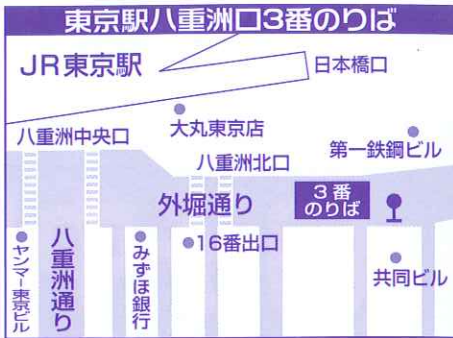 東京駅八重洲口3番のりば
JR東京駅
日本橋口
大丸東京店
八重洲中央口
八重洲北口
第一鉄鋼ビル
外堀通り
3番
のりば
16番出口
ヤンマー東京ビル
八重洲通り
みずほ銀行
共同ビル